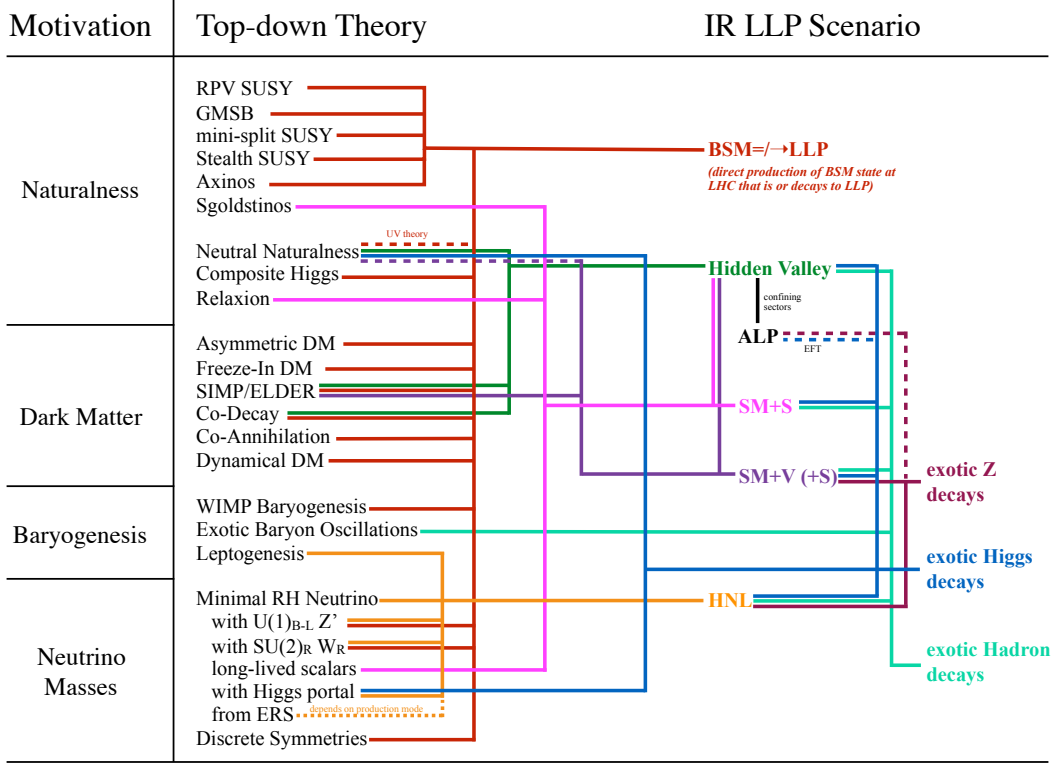 Motivation
Top-down Theory
IR LLP Scenario
Naturalness
RPV SUSY
GMSB
mini-split SUSY
Stealth SUSY
Axinos
Sgoldstinos
Neutral Naturalness
UV theory
Composite Higgs
Relaxion
BSM=/→LLP
(direct production of BSM state at
LHC that is or decays to LLP)
Hidden Valley
confining
sectors
ALP
EFT
Dark Matter
Asymmetric DM
Freeze-In DM
SIMP/ELDER
Co-Decay
Co-Annihilation
Dynamical DM
SM+S
SM+V (+S)
exotic Z
decays
Baryogenesis
WIMP Baryogenesis
Exotic Baryon Oscillations
Leptogenesis
exotic Higgs
decays
Neutrino
Masses
Minimal RH Neutrino
with U(1)B-L Z’
with SU(2)R WR
long-lived scalars
with Higgs portal
from ERS
depends on production mode
Discrete Symmetries
HNL
exotic Hadron
decays